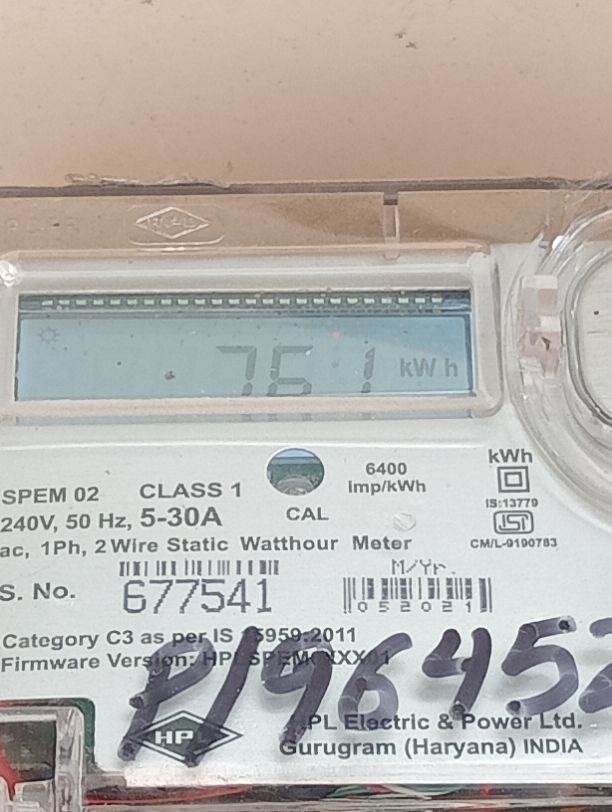 761 kWh
kWh
6400
SPEM 02 CLASS 1 Imp/kWh
IS:13779
240V, 50 Hz, 5-30A CAL
ac, 1Ph, 2 Wire Static Watthour Meter CM/L-9190783
M/Yr.
S. No. 677541
052021
Category C3 as per IS 15959:2011
Firmware Version:
P196452
HPL
HPL Electric & Power Ltd.
Gurugram (Haryana) INDIA